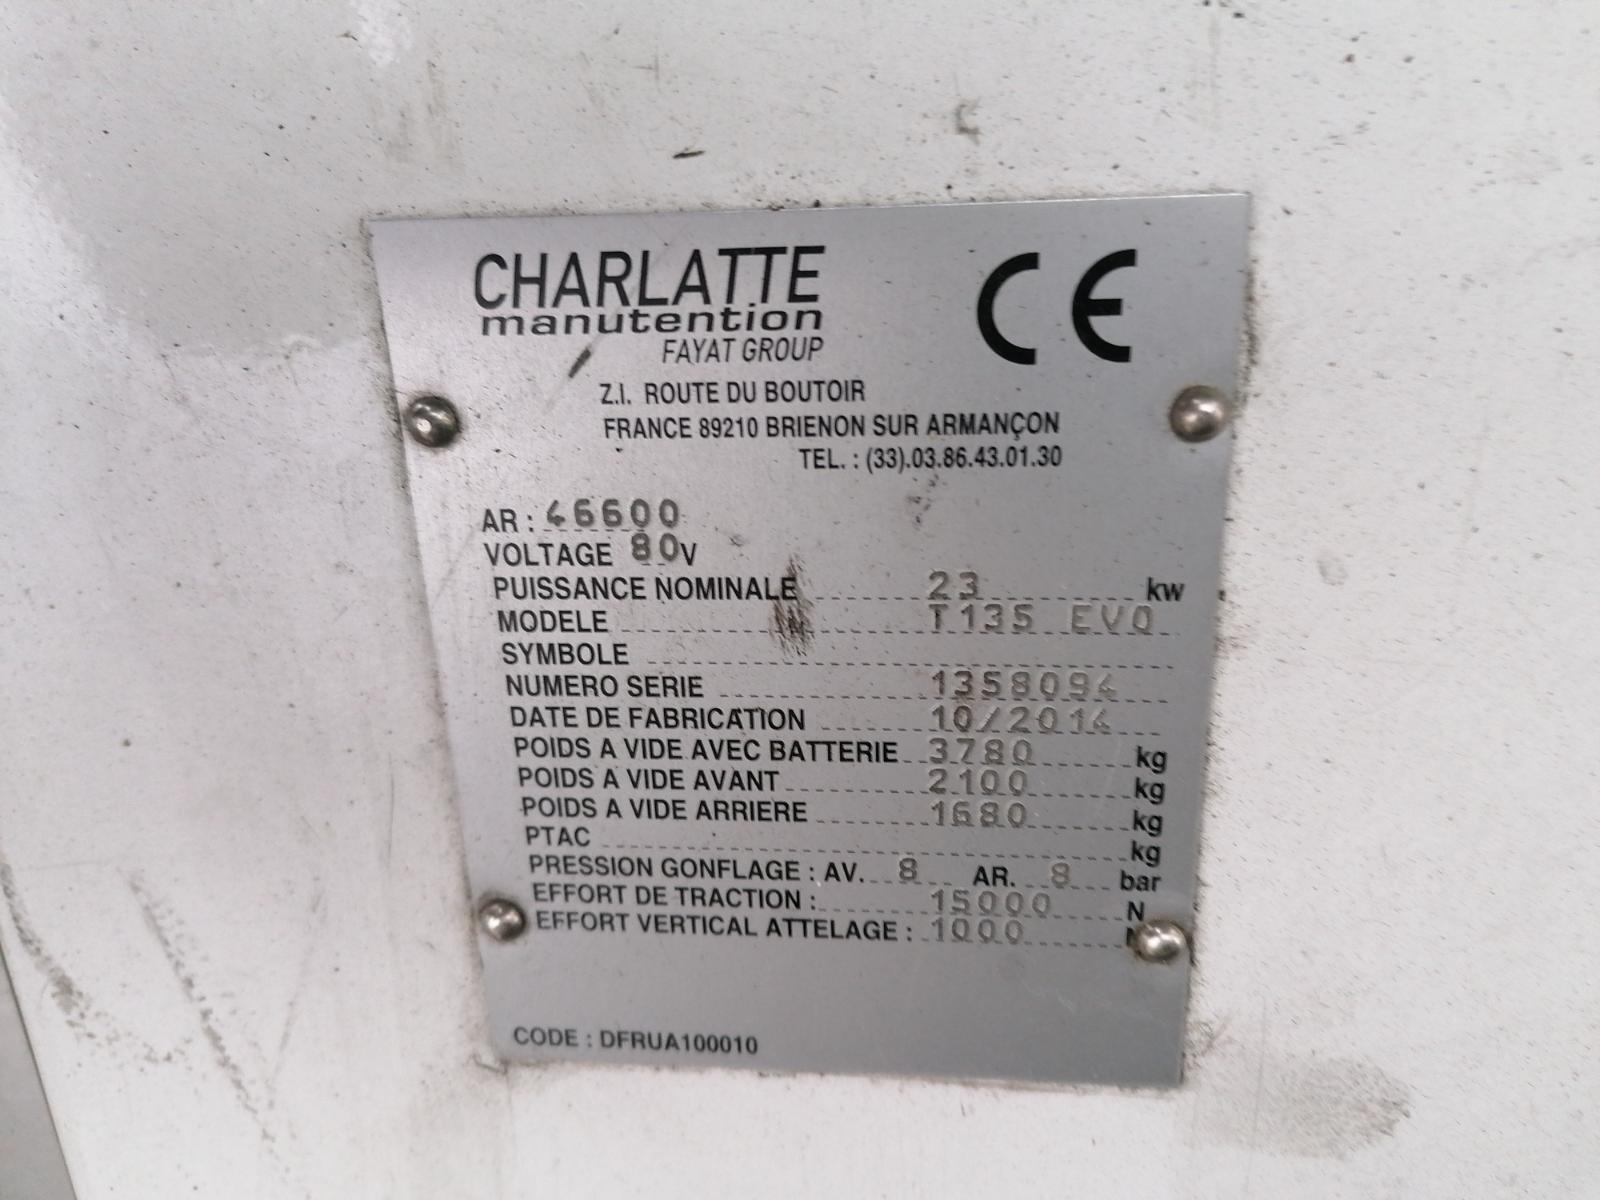 CHARLATTE
manutention
FAYAT GROUP
CE
Z.I. ROUTE DU BOUTOIR
FRANCE 89210 BRIENON SUR ARMANÇON
TEL. : (33).03.86.43.01.30
AR : 46600
VOLTAGE 80V
PUISSANCE NOMINALE 23 kw
MODELE T135 EVO
SYMBOLE
NUMERO SERIE 1358094
DATE DE FABRICATION 10/2014
POIDS A VIDE AVEC BATTERIE 3780 kg
POIDS A VIDE AVANT 2100 kg
POIDS A VIDE ARRIERE 1680 kg
PTAC kg
PRESSION GONFLAGE : AV. 8 AR. 8 bar
EFFORT DE TRACTION : 15000 N
EFFORT VERTICAL ATTELAGE : 1000
CODE : DFRUA100010